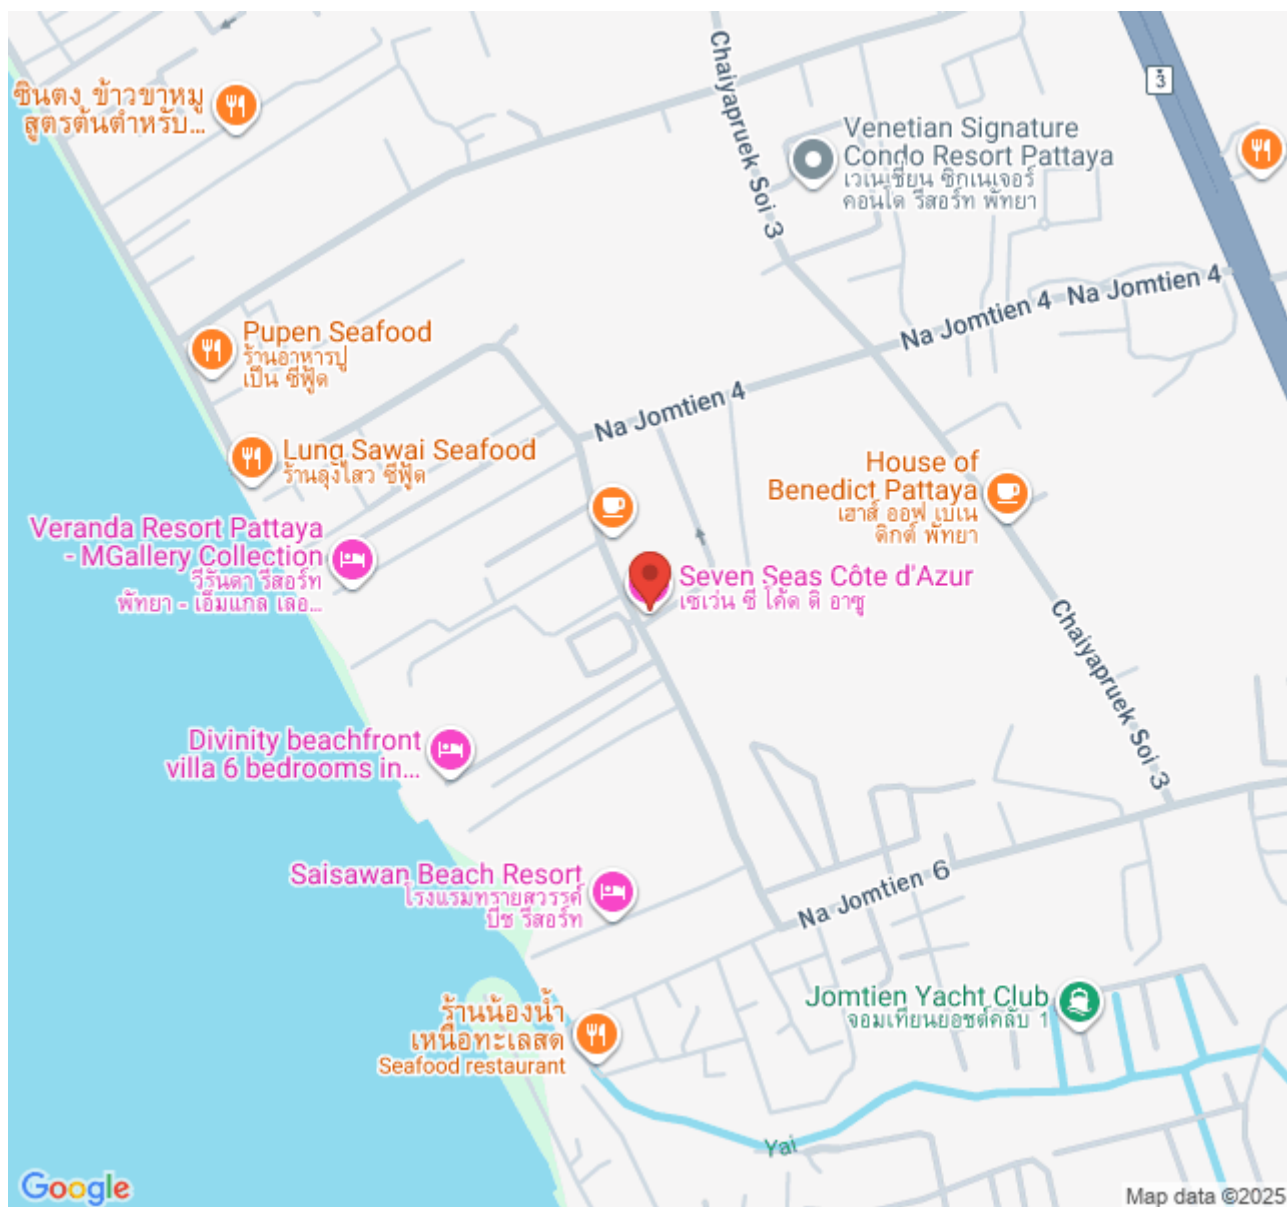 ชินตง ข้าวขาหมู
สูตรต้นตำหรับ...
Chaiyapruek Soi 3
3
Venetian Signature
Condo Resort Pattaya
เวเนเชี่ยน ซิกเนเจอร์
คอนโด รีสอร์ท พัทยา
Na Jomtien 4
Na Jomtien 4
Pupen Seafood
ร้านอาหารปู
เป็น ซีฟู้ด
Na Jomtien 4
Lung Sawai Seafood
ร้านลุงไสว ซีฟู้ด
House of
Benedict Pattaya
เฮาส์ ออฟ เบเน
ดิกต์ พัทยา
Veranda Resort Pattaya
- MGallery Collection
วีรันดา รีสอร์ท
พัทยา - เอ็มแกล เลอ...
Seven Seas Côte d'Azur
เซเว่น ซี โค้ด ดิ อาซู
Chaiyapruek Soi 3
Divinity beachfront
villa 6 bedrooms in...
Saisawan Beach Resort
โรงแรมทรายสวรรค์
บีช รีสอร์ท
Na Jomtien 6
Jomtien Yacht Club
จอมเทียนยอชต์คลับ 1
ร้านน้องน้ำ
เหนือทะเลสด
Seafood restaurant
Yai
Google
Map data ©2025